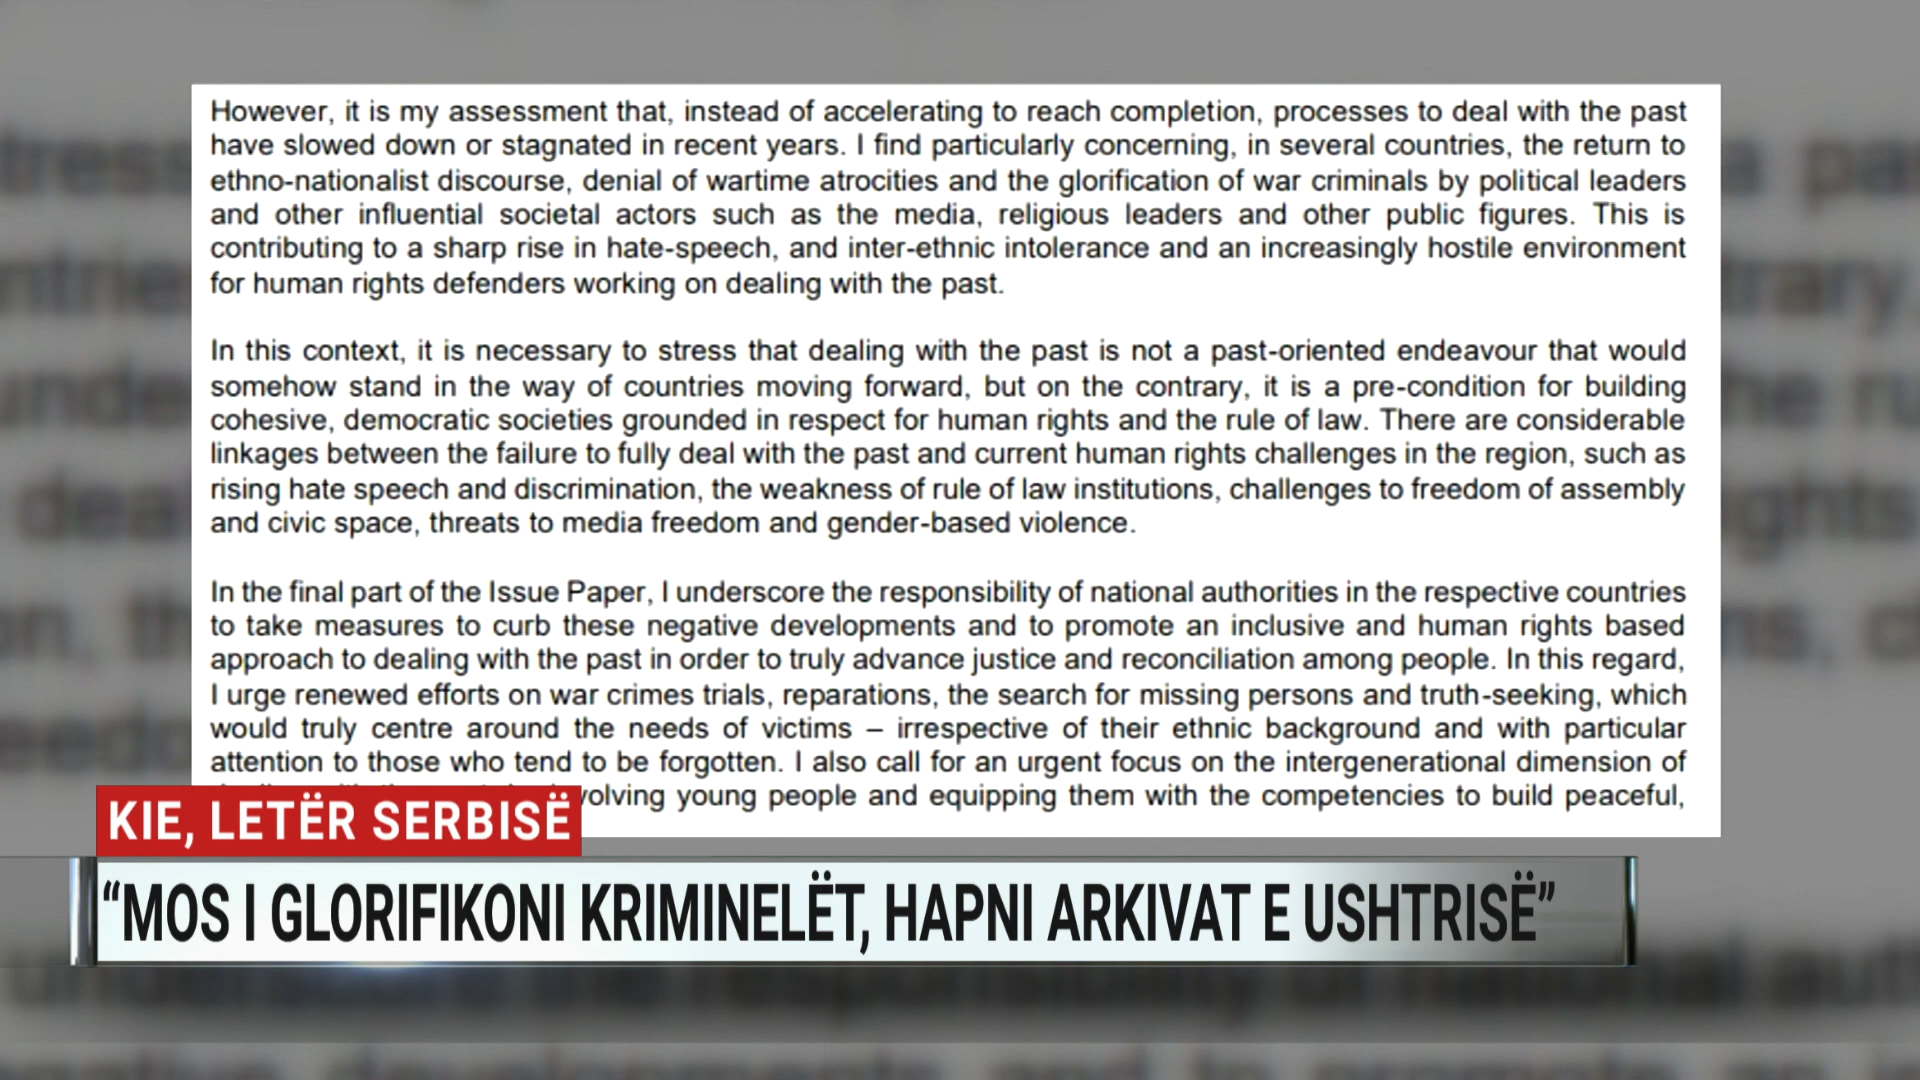 However, it is my assessment that, instead of accelerating to reach completion, processes to deal with the past
have slowed down or stagnated in recent years. I find particularly concerning, in several countries, the return to
ethno-nationalist discourse, denial of wartime atrocities and the glorification of war criminals by political leaders
and other influential societal actors such as the media, religious leaders and other public figures. This is
contributing to a sharp rise in hate-speech, and inter-ethnic intolerance and an increasingly hostile environment
for human rights defenders working on dealing with the past.
In this context, it is necessary to stress that dealing with the past is not a past-oriented endeavour that would
somehow stand in the way of countries moving forward, but on the contrary, it is a pre-condition for building
cohesive, democratic societies grounded in respect for human rights and the rule of law. There are considerable
linkages between the failure to fully deal with the past and current human rights challenges in the region, such as
rising hate speech and discrimination, the weakness of rule of law institutions, challenges to freedom of assembly
and civic space, threats to media freedom and gender-based violence.
In the final part of the Issue Paper, I underscore the responsibility of national authorities in the respective countries
to take measures to curb these negative developments and to promote an inclusive and human rights based
approach to dealing with the past in order to truly advance justice and reconciliation among people. In this regard,
I urge renewed efforts on war crimes trials, reparations, the search for missing persons and truth-seeking, which
would truly centre around the needs of victims – irrespective of their ethnic background and with particular
attention to those who tend to be forgotten. I also call for an urgent focus on the intergenerational dimension of
young people and equipping them with the competencies to build peaceful,
KIE, LETËR SERBISË
“MOS I GLORIFIKONI KRIMINELËT, HAPNI ARKIVAT E USHTRISË”